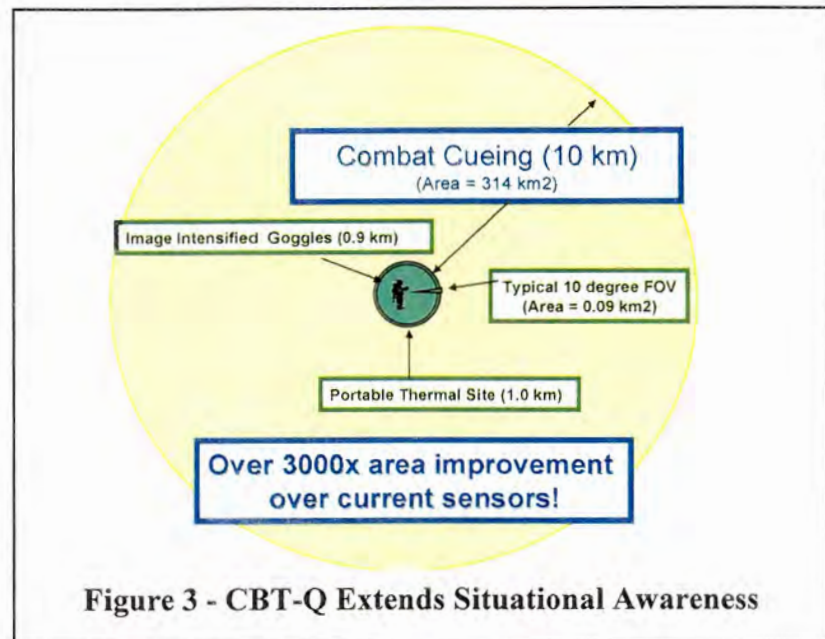 Combat Cueing (10 km)
(Area = 314 km2)
Image Intensified Goggles (0.9 km)
Typical 10 degree FOV
(Area = 0.09 km2)
Portable Thermal Site (1.0 km)
Over 3000x area improvement
over current sensors!
Figure 3 - CBT-Q Extends Situational Awareness